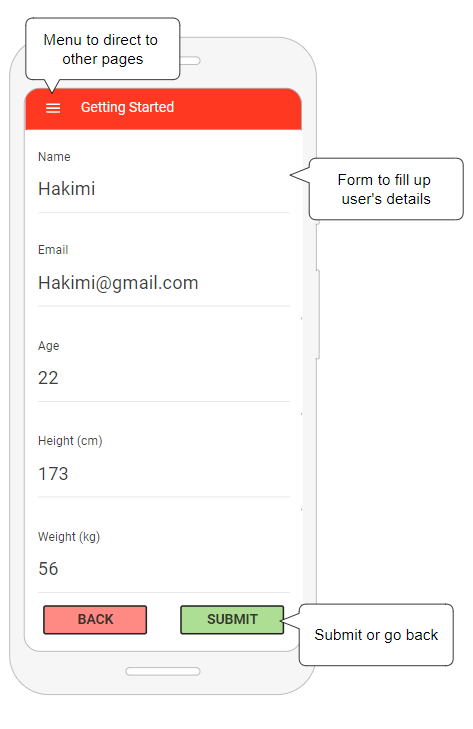 Menu to direct to
other pages
Getting Started
Name
Hakimi
Form to fill up
user's details
Email
Hakimi@gmail.com
Age
22
Height (cm)
173
Weight (kg)
56
BACK
SUBMIT
Submit or go back